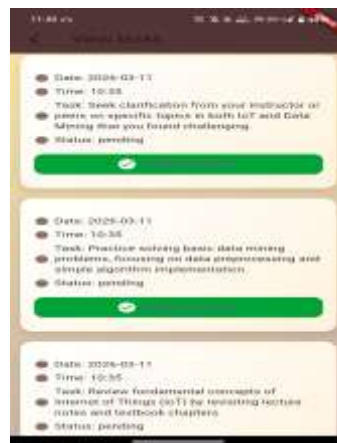 Date: 2026-03-11
Time: 10:35
Task: Seek clarification from your instructor or
peers on specific topics in both IoT and Data
Mining that you found challenging.
Status: pending
Date: 2026-03-11
Time: 10:35
Task: Practice solving basic data mining
problems, focusing on data preprocessing and
simple algorithm implementation.
Status: pending
Date: 2026-03-11
Time: 10:35
Task: Review fundamental concepts of
Internet of Things (IoT) by revisiting lecture
notes and textbook chapters.
Status: pending